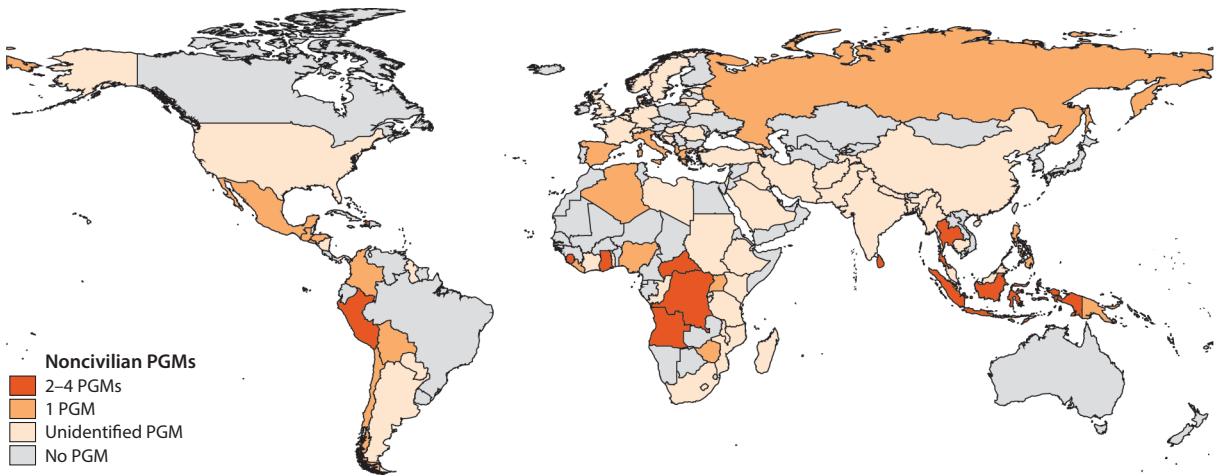 Noncivilian PGMs
2–4 PGMs
1 PGM
Unidentified PGM
No PGM